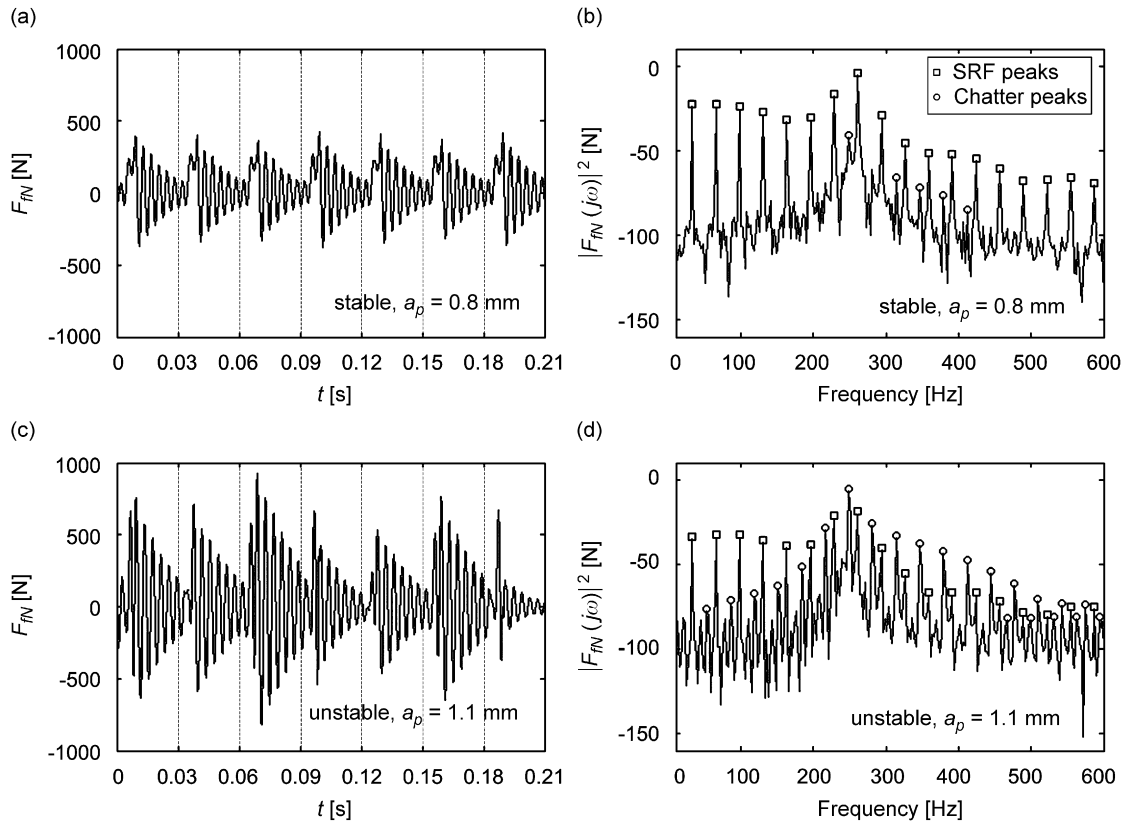 (a)
1000
500
0
-500
-1000
F_fN [N]
stable, a_p = 0.8 mm
0 0.03 0.06 0.09 0.12 0.15 0.18 0.21
t [s]
(b)
0
-50
-100
-150
|F_fN (jω)|² [N]
SRF peaks
Chatter peaks
stable, a_p = 0.8 mm
0 100 200 300 400 500 600
Frequency [Hz]
(c)
1000
500
0
-500
-1000
F_fN [N]
unstable, a_p = 1.1 mm
0 0.03 0.06 0.09 0.12 0.15 0.18 0.21
t [s]
(d)
0
-50
-100
-150
|F_fN (jω)|² [N]
unstable, a_p = 1.1 mm
0 100 200 300 400 500 600
Frequency [Hz]